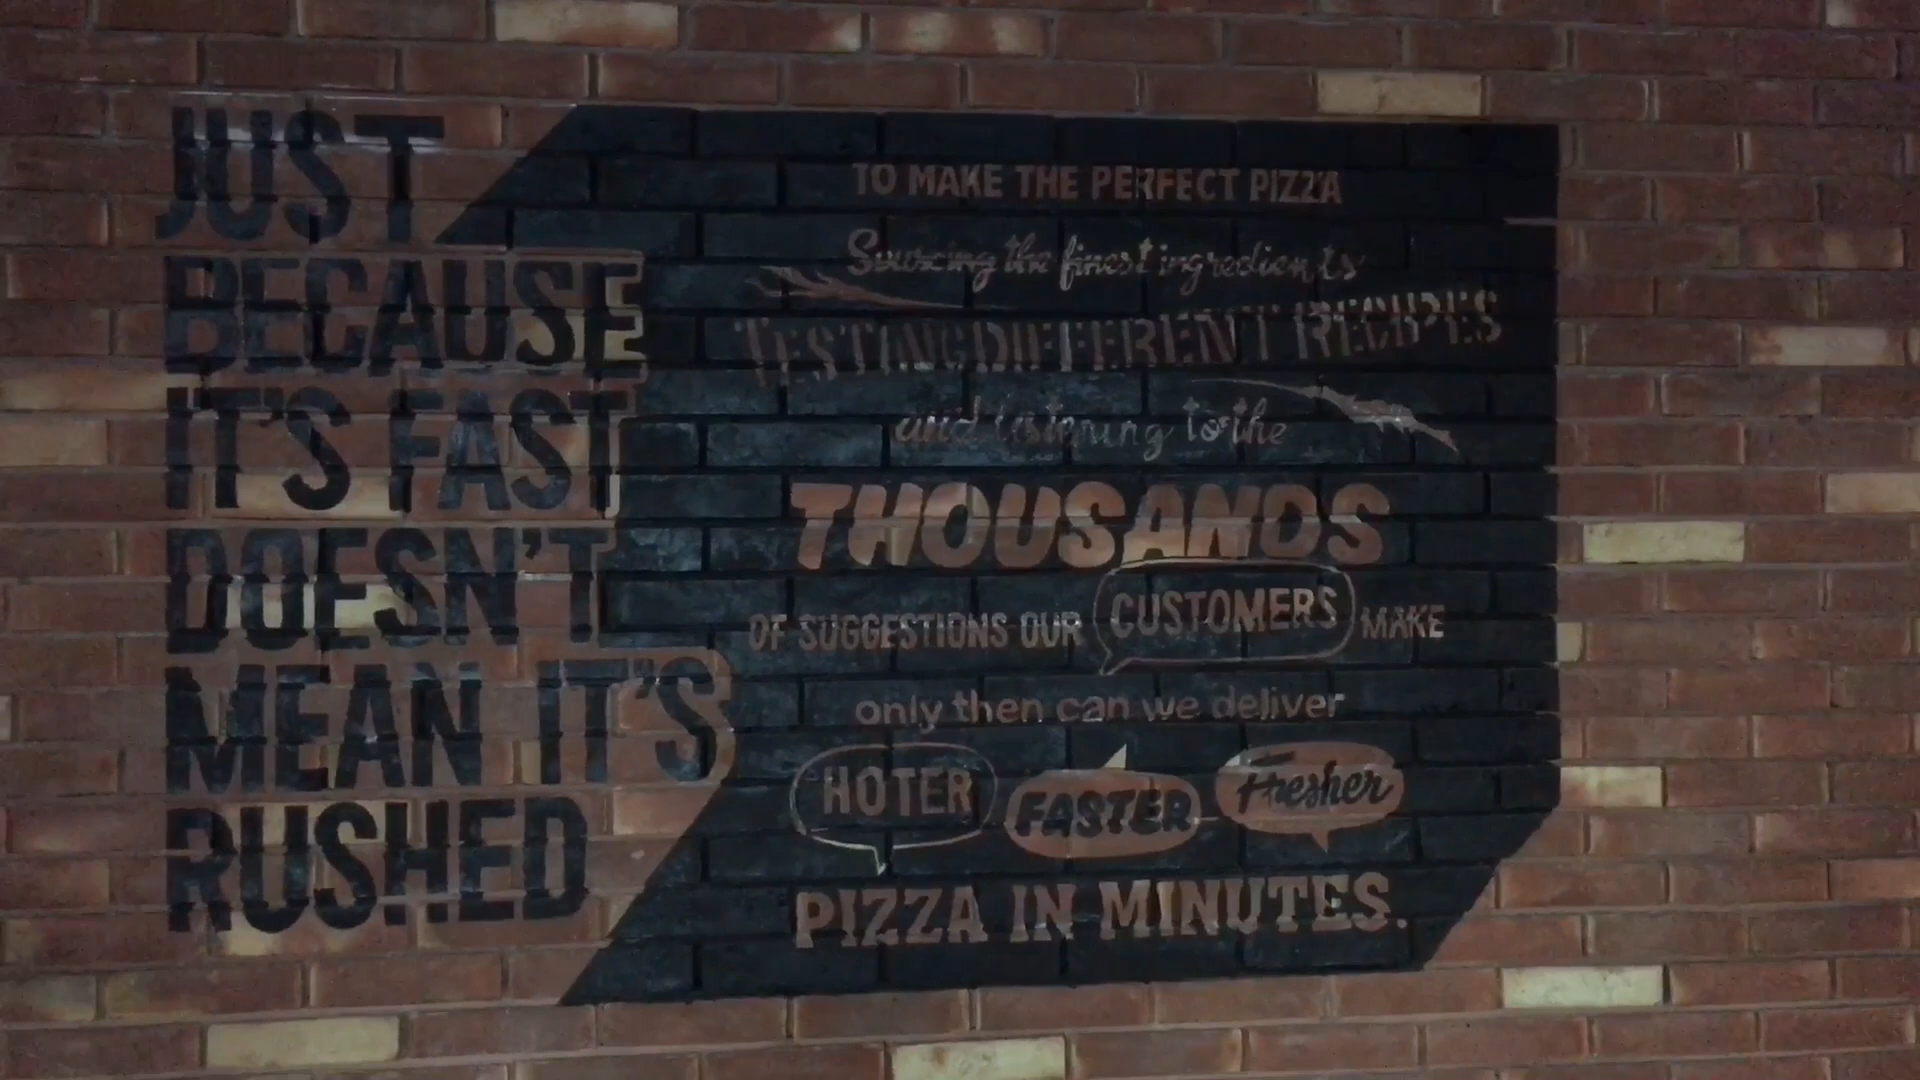 JUST
BECAUSE
IT'S FAST
DOESN'T
MEAN IT'S
RUSHED
TO MAKE THE PERFECT PIZZA
Sourcing the finest ingredients
TESTING DIFFERENT RECIPES
and listening to the
THOUSANDS
OF SUGGESTIONS OUR CUSTOMERS MAKE
only then can we deliver
HOTER FASTER Fresher
PIZZA IN MINUTES.